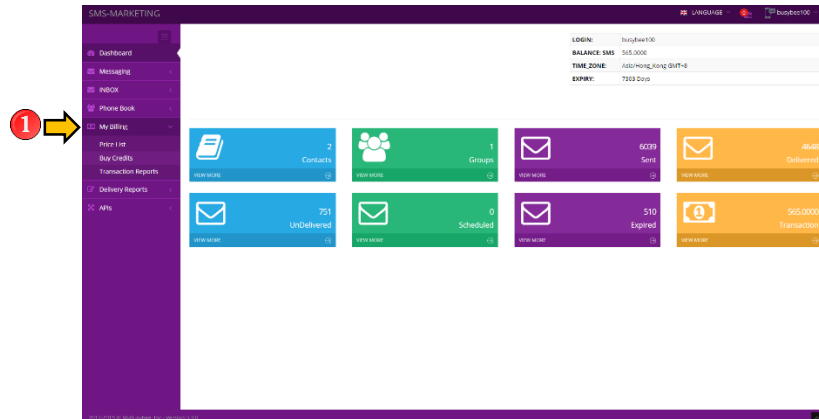 SMS-MARKETING
LANGUAGE
busybee100
LOGIN: busybee100
BALANCE: SMS 565.0000
TIME_ZONE: Asia/Hong_Kong GMT+8
EXPIRY: 7303 Days
Dashboard
Messaging
INBOX
Phone Book
1
My Billing
Price List
Buy Credits
Transaction Reports
Delivery Reports
APIs
2
Contacts
VIEW MORE
1
Groups
VIEW MORE
6039
Sent
VIEW MORE
4648
Delivered
VIEW MORE
751
UnDelivered
VIEW MORE
0
Scheduled
VIEW MORE
510
Expired
VIEW MORE
565.0000
Transaction
VIEW MORE